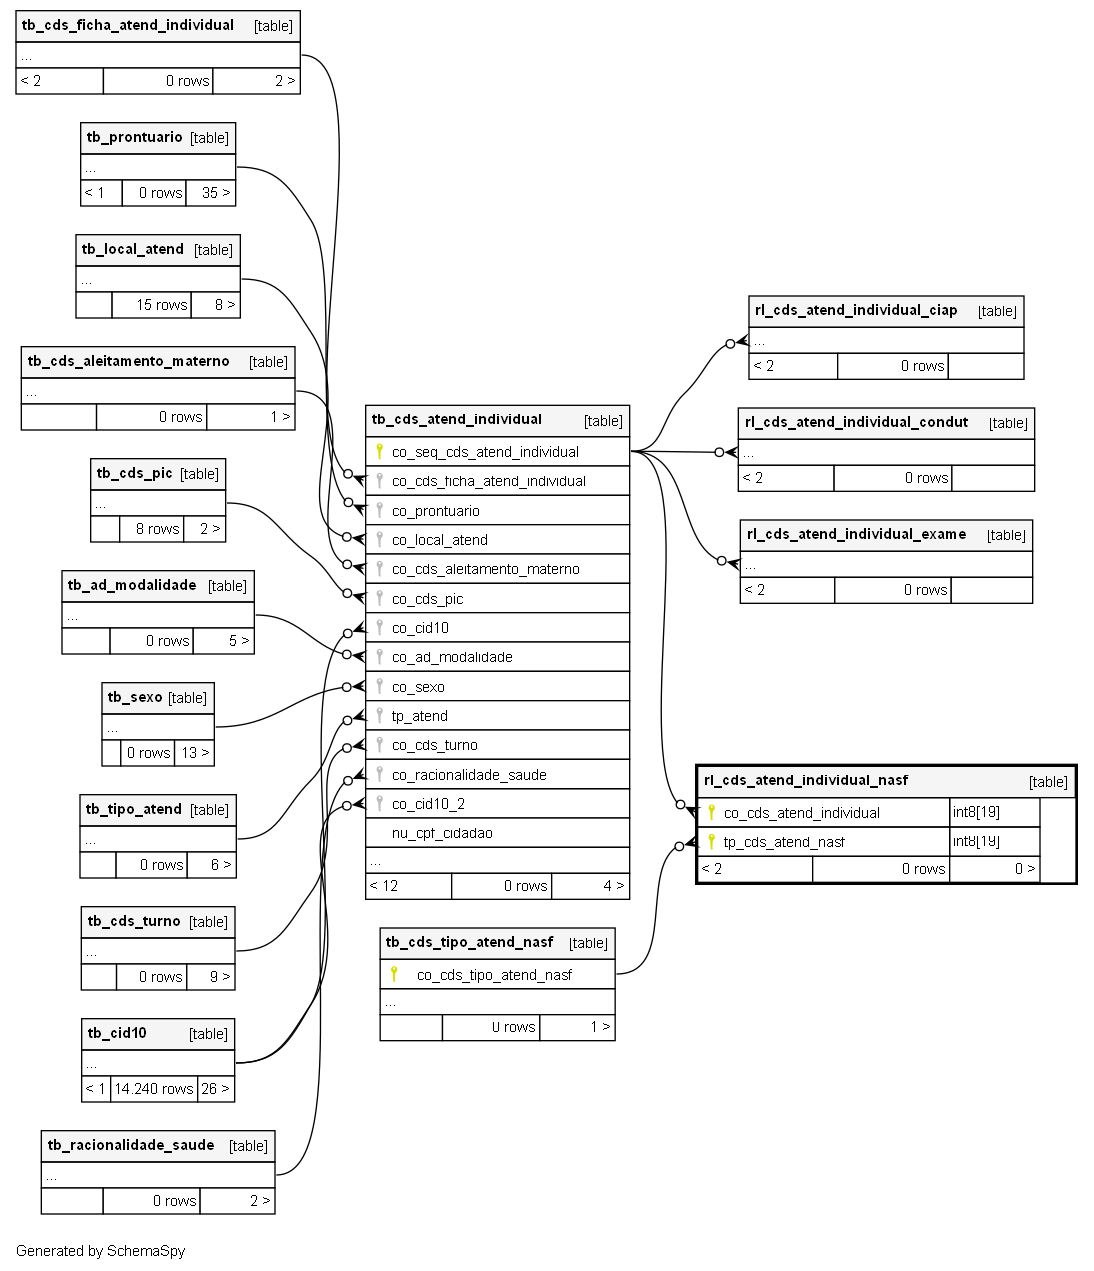 tb_cds_ficha_atend_individual [table]
...
< 2 0 rows 2 >
tb_prontuario [table]
...
< 1 0 rows 35 >
tb_local_atend [table]
...
15 rows 8 >
tb_cds_aleitamento_materno [table]
...
0 rows 1 >
tb_cds_pic [table]
...
8 rows 2 >
tb_ad_modalidade [table]
...
0 rows 5 >
tb_sexo [table]
...
0 rows 13 >
tb_tipo_atend [table]
...
0 rows 6 >
tb_cds_turno [table]
...
0 rows 9 >
tb_cid10 [table]
...
< 1 14.240 rows 26 >
tb_racionalidade_saude [table]
...
0 rows 2 >
tb_cds_atend_individual [table]
co_seq_cds_atend_individual
co_cds_ficha_atend_individual
co_prontuario
co_local_atend
co_cds_aleitamento_materno
co_cds_pic
co_cid10
co_ad_modalidade
co_sexo
tp_atend
co_cds_turno
co_racionalidade_saude
co_cid10_2
nu_cpf_cidadao
...
< 12 0 rows 4 >
tb_cds_tipo_atend_nasf [table]
co_cds_tipo_atend_nasf
...
0 rows 1 >
rl_cds_atend_individual_ciap [table]
...
< 2 0 rows
rl_cds_atend_individual_condut [table]
...
< 2 0 rows
rl_cds_atend_individual_exame [table]
...
< 2 0 rows
rl_cds_atend_individual_nasf [table]
co_cds_atend_individual int8[19]
tp_cds_atend_nasf int8[19]
< 2 0 rows 0 >
Generated by SchemaSpy